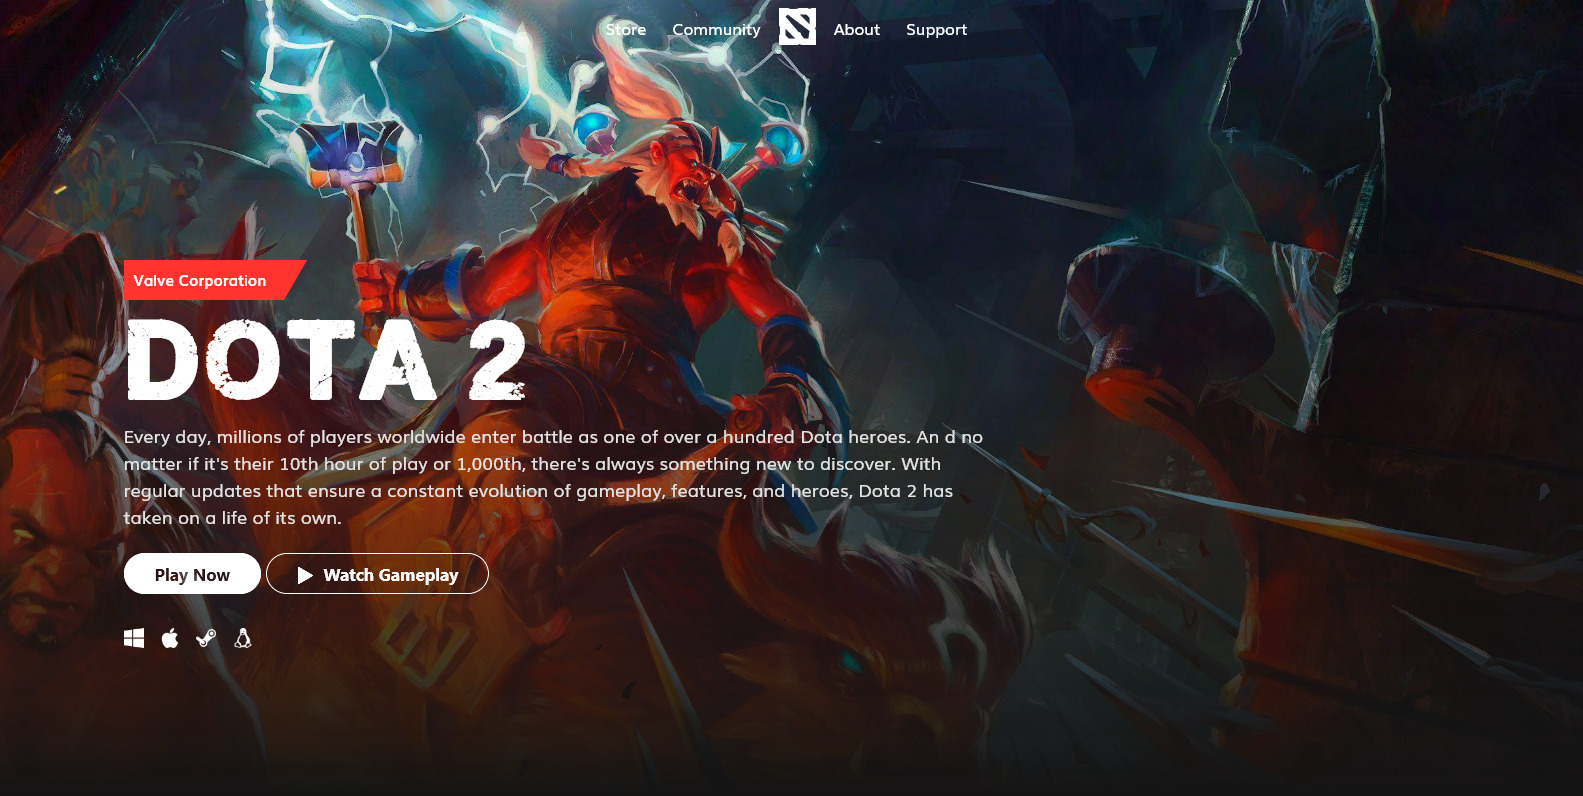 Store Community About Support
Valve Corporation
DOTA 2
Every day, millions of players worldwide enter battle as one of over a hundred Dota heroes. An d no
matter if it's their 10th hour of play or 1,000th, there's always something new to discover. With
regular updates that ensure a constant evolution of gameplay, features, and heroes, Dota 2 has
taken on a life of its own.
Play Now Watch Gameplay